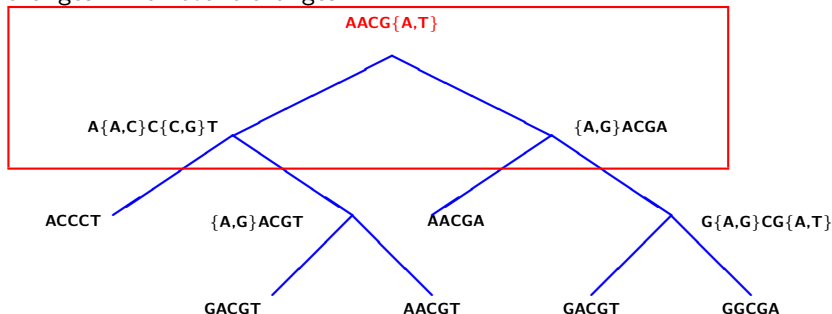 AACG{A,T}
A{A,C}C{C,G}T
{A,G}ACGA
ACCCT
{A,G}ACGT
AACGA
G{A,G}CG{A,T}
GACGT
AACGT
GACGT
GGCGA